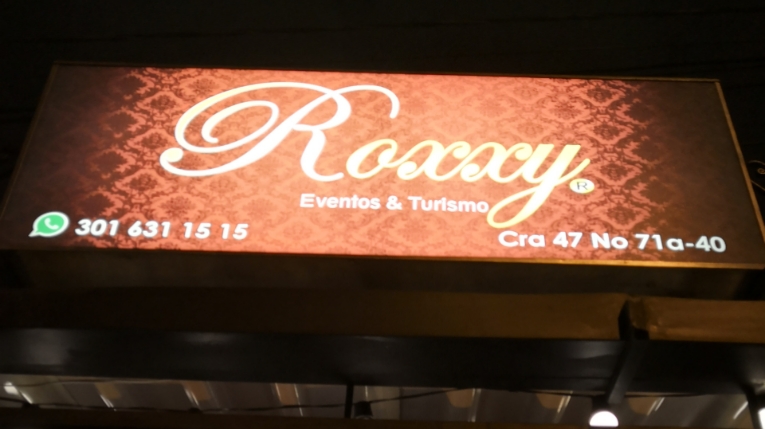 Roxxy®
Eventos & Turismo
301 631 15 15
Cra 47 No 71a-40